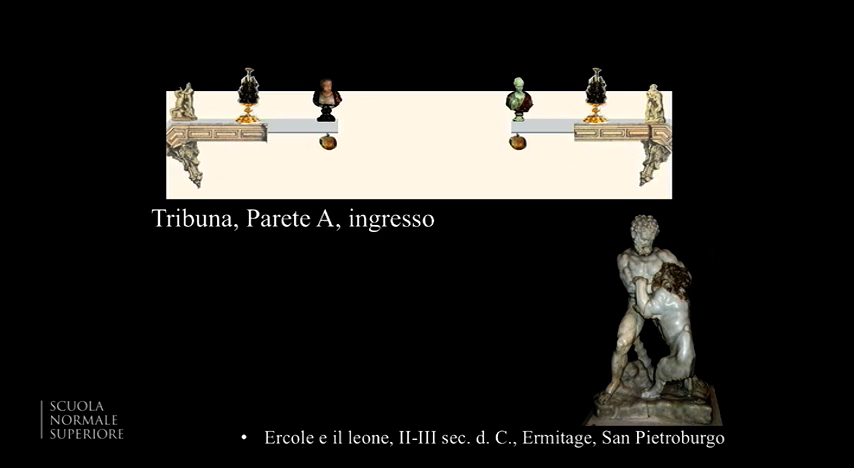 Tribuna, Parete A, ingresso
SCUOLA
NORMALE
SUPERIORE
• Ercole e il leone, II-III sec. d. C., Ermitage, San Pietroburgo